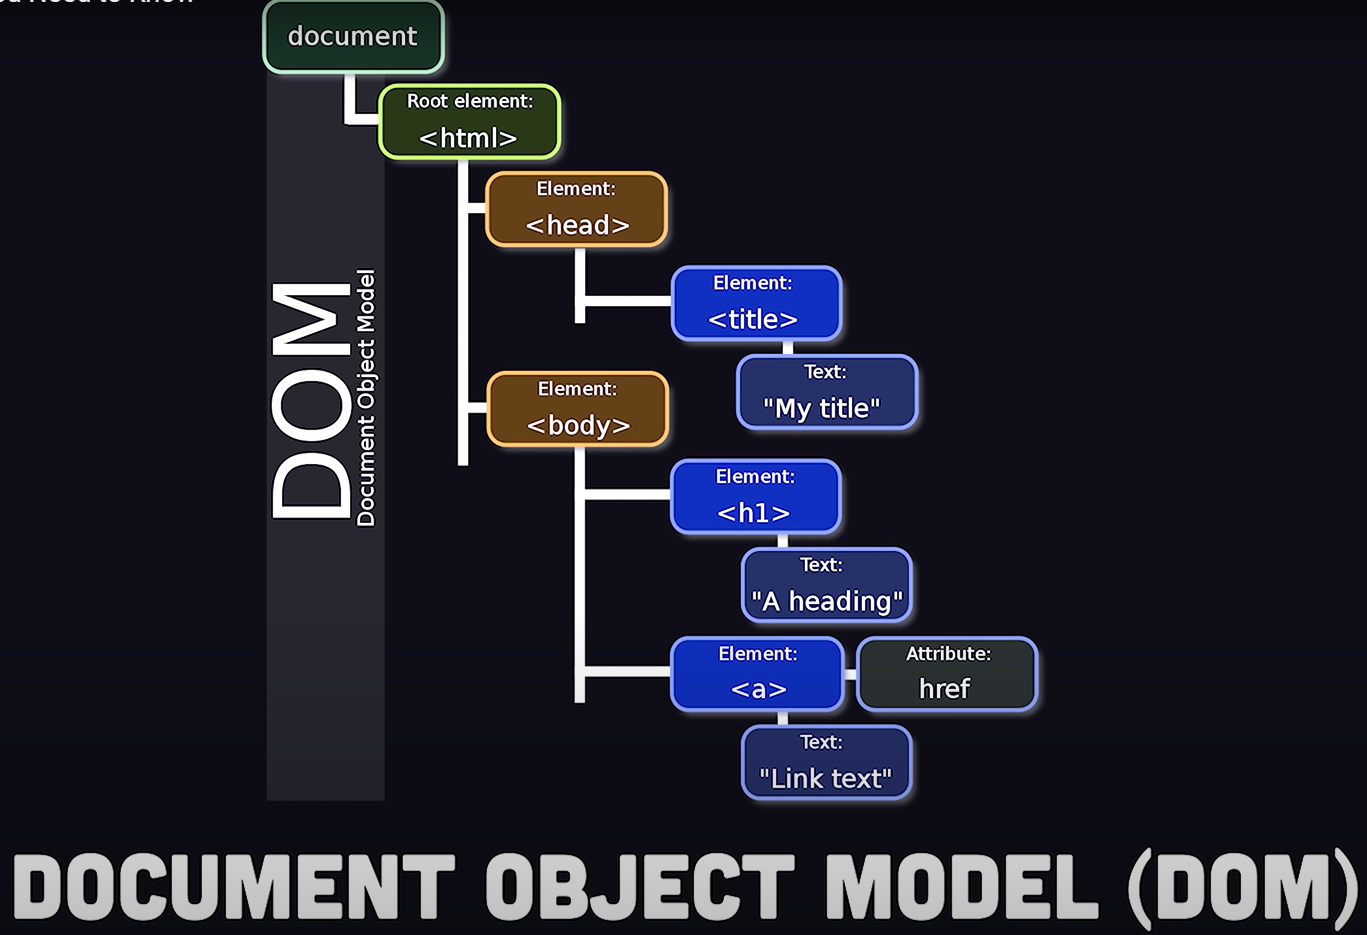 Need to Know
document
Root element:
<html>
Element:
<head>
Element:
<title>
Text:
"My title"
Element:
<body>
Element:
<h1>
Text:
"A heading"
Element:
<a>
Attribute:
href
Text:
"Link text"
DOM
Document Object Model
DOCUMENT OBJECT MODEL (DOM)